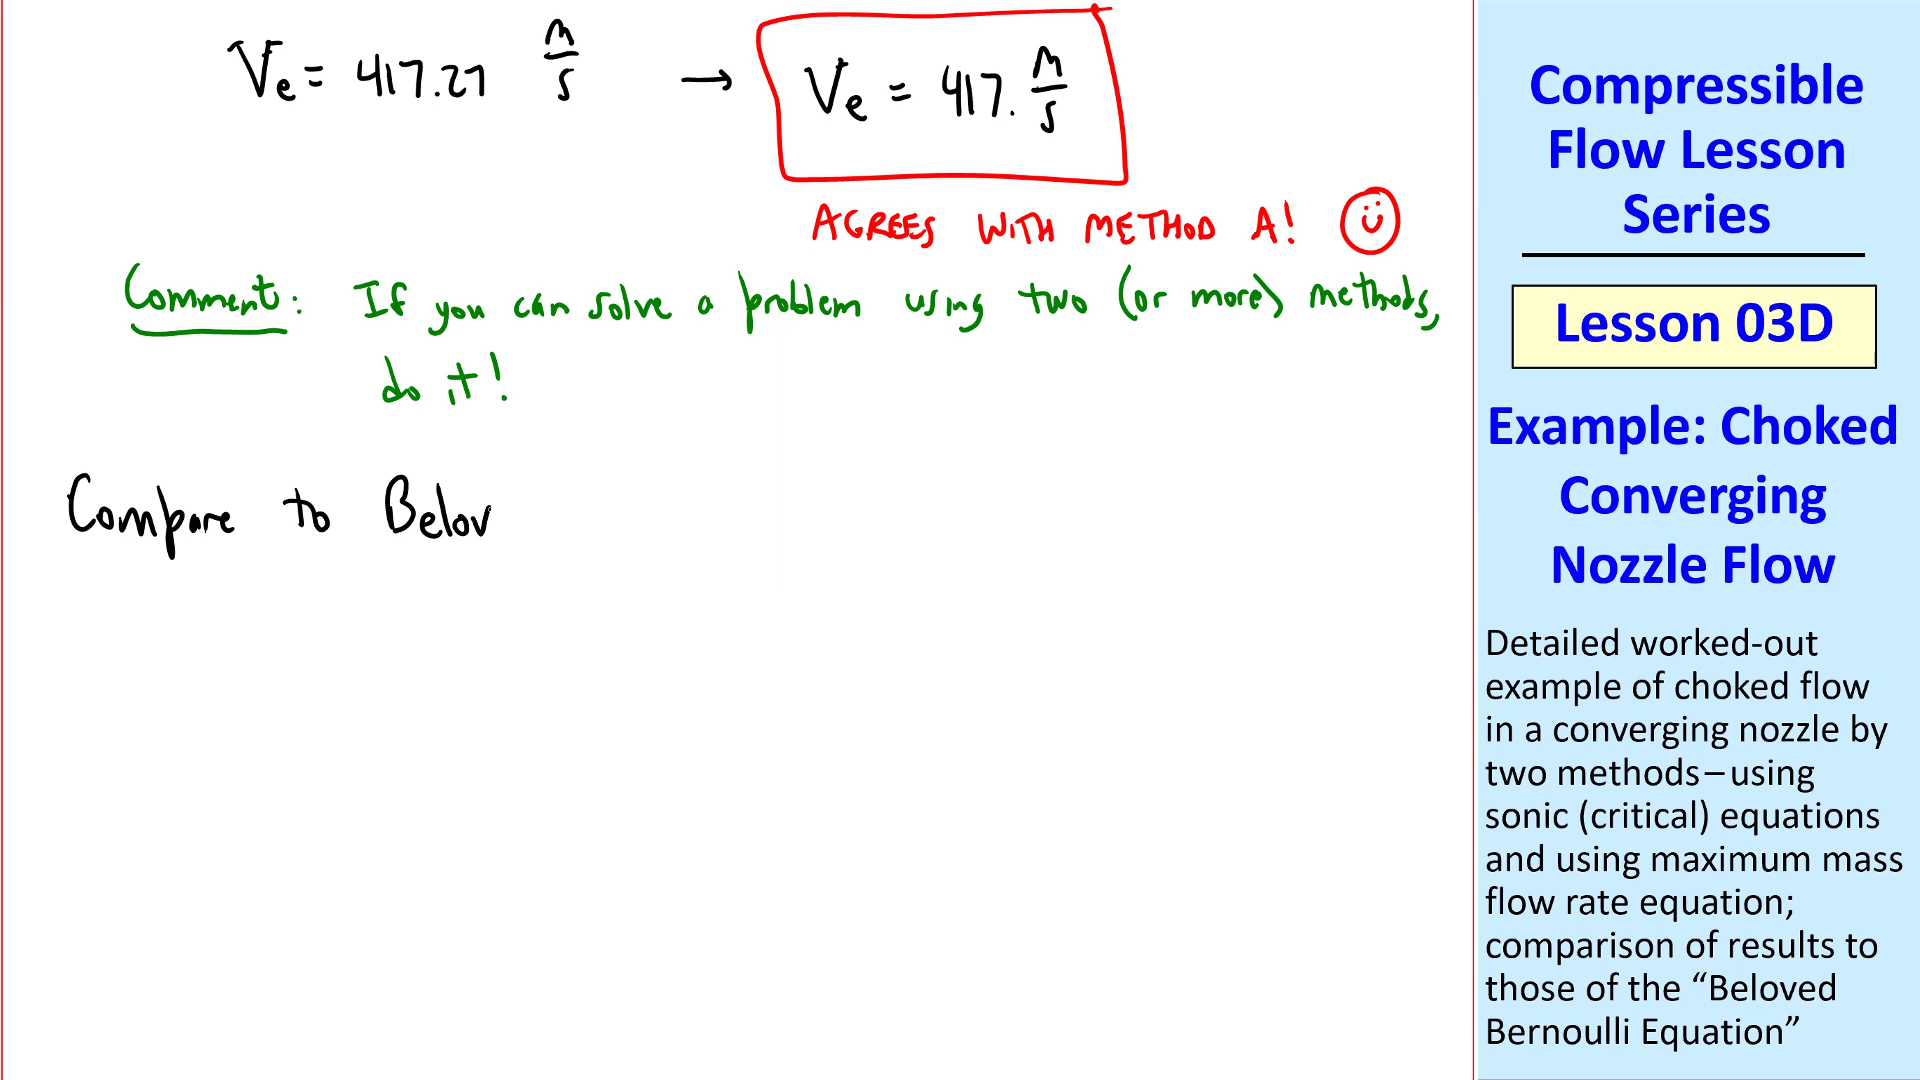 Ve = 417.27 m/s → Ve = 417. m/s
AGREES WITH METHOD A!
Comment: If you can solve a problem using two (or more) methods,
do it!
Compare to Belov
Compressible
Flow Lesson
Series
Lesson 03D
Example: Choked
Converging
Nozzle Flow
Detailed worked-out
example of choked flow
in a converging nozzle by
two methods–using
sonic (critical) equations
and using maximum mass
flow rate equation;
comparison of results to
those of the “Beloved
Bernoulli Equation”